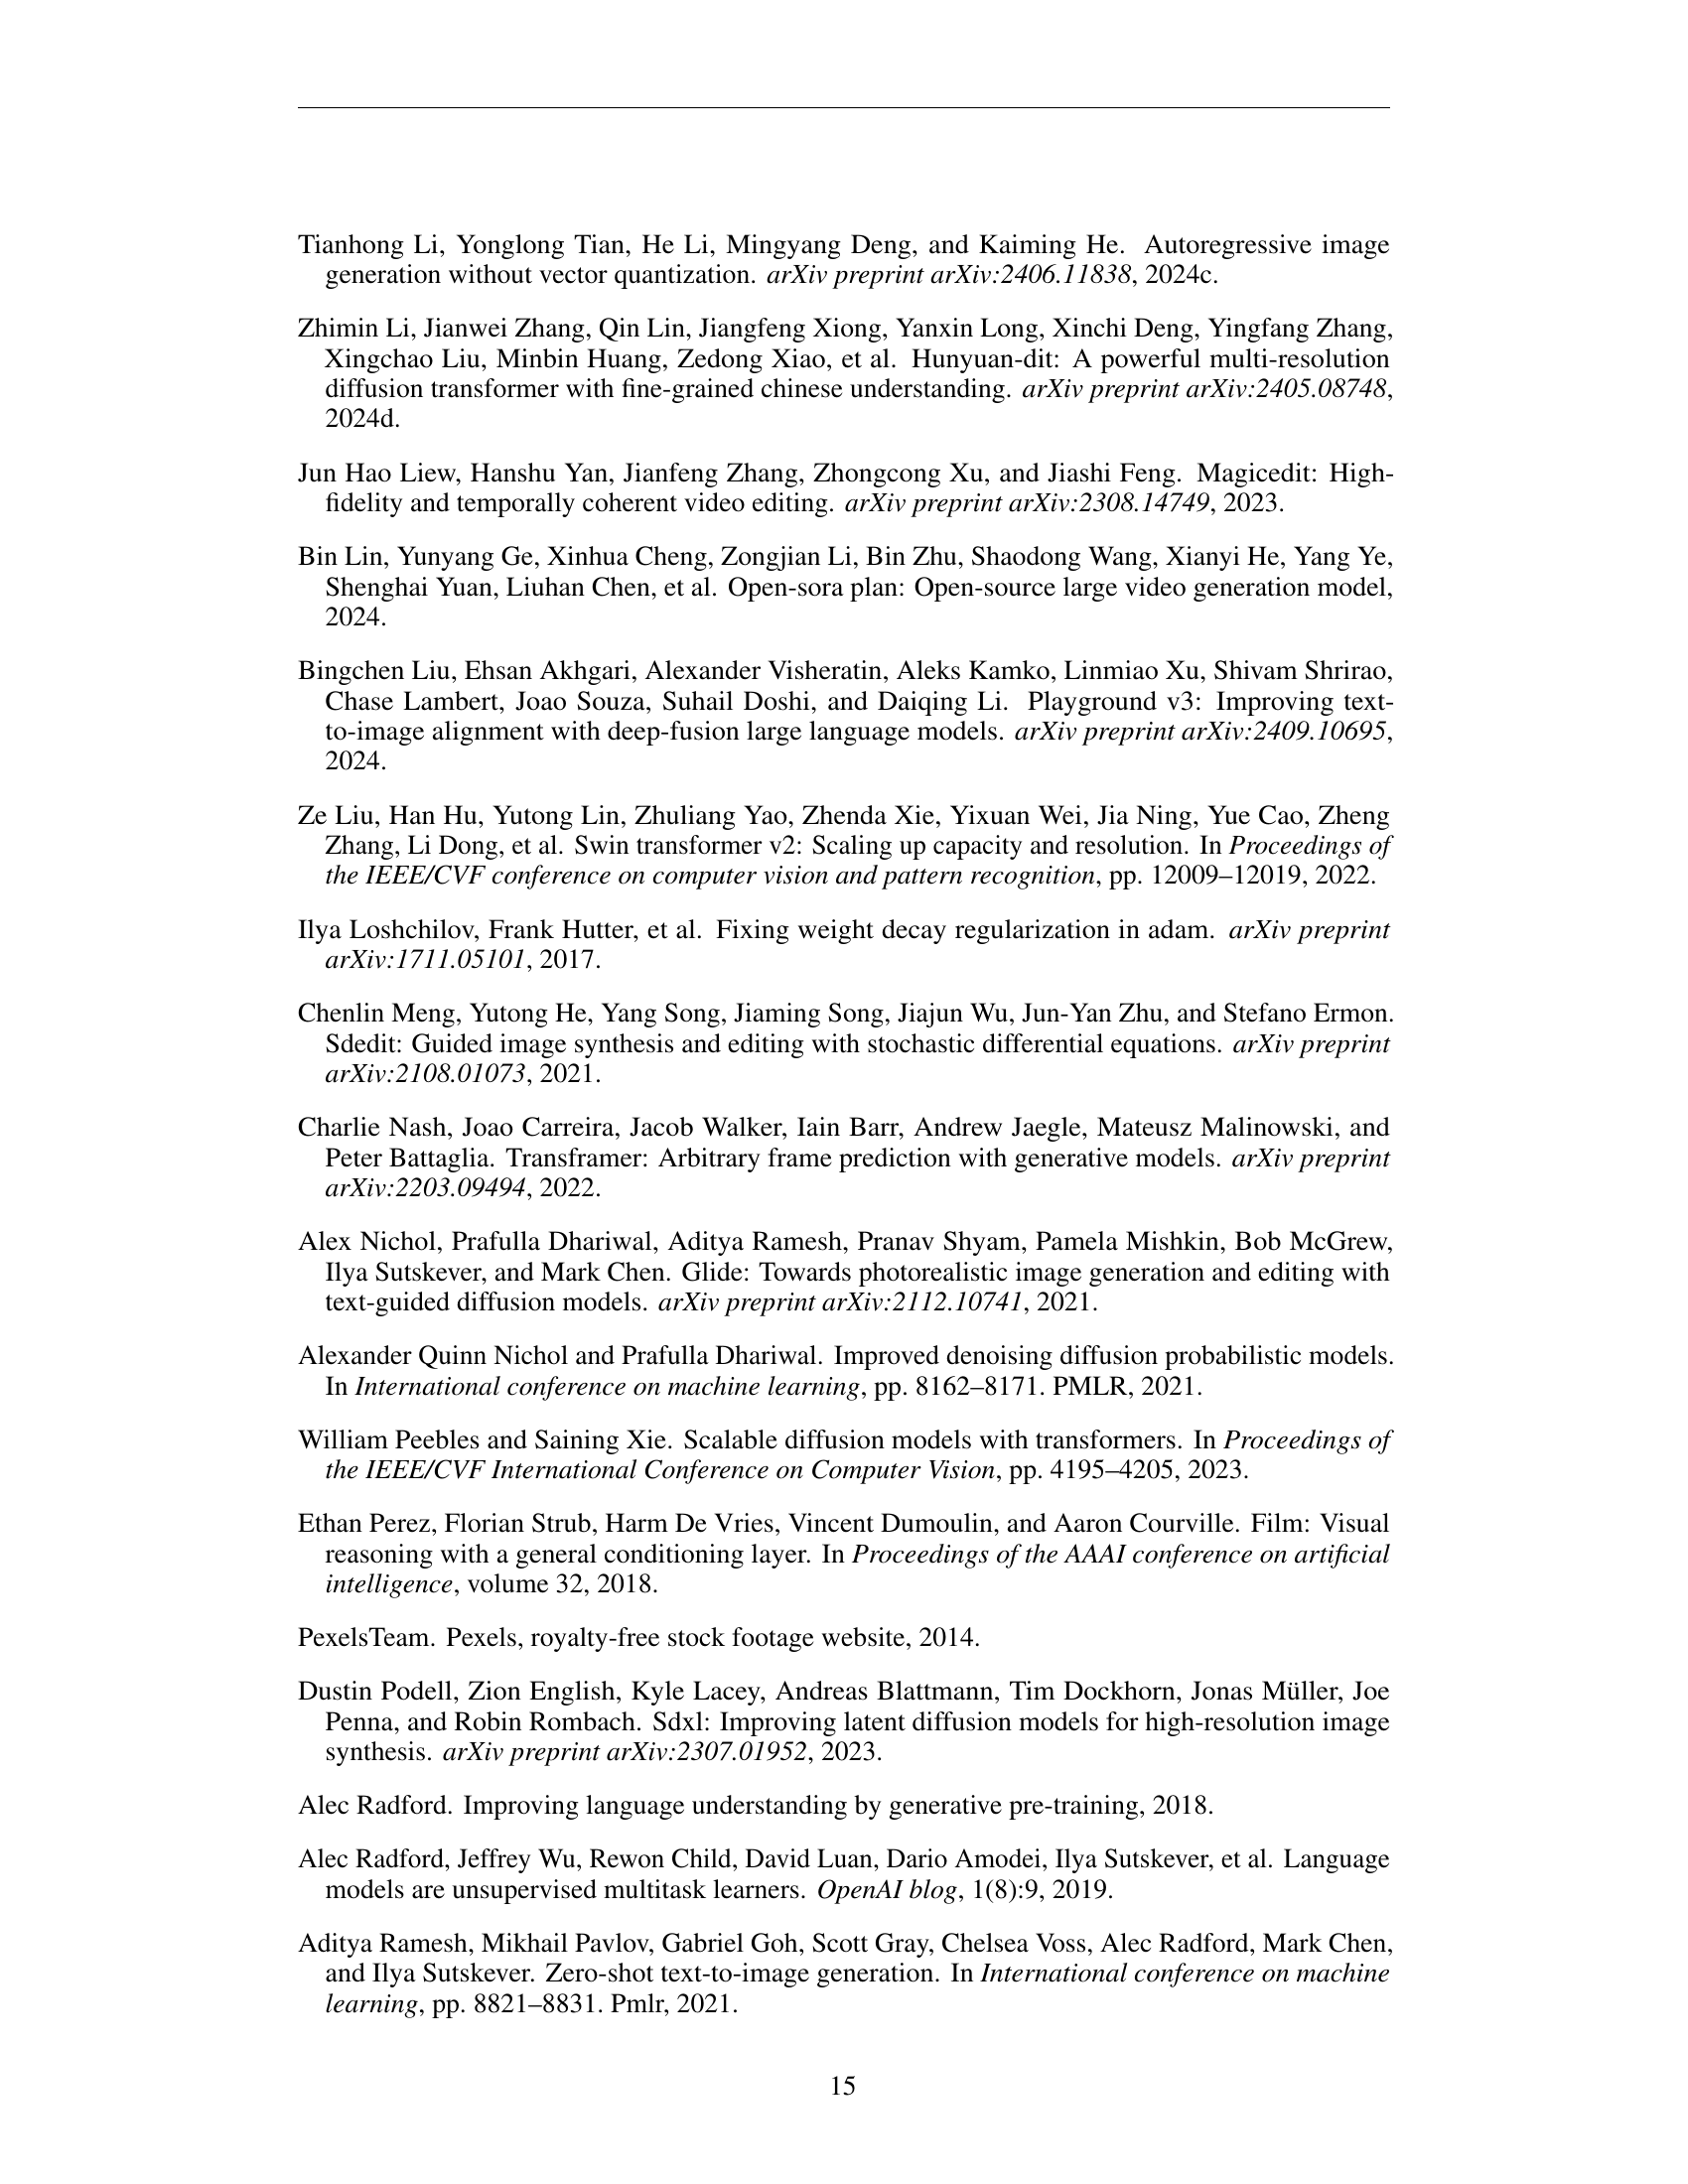 Tianhong Li, Yonglong Tian, He Li, Mingyang Deng, and Kaiming He. Autoregressive image
generation without vector quantization. arXiv preprint arXiv:2406.11838, 2024c.
Zhimin Li, Jianwei Zhang, Qin Lin, Jiangfeng Xiong, Yanxin Long, Xinchi Deng, Yingfang Zhang,
Xingchao Liu, Minbin Huang, Zedong Xiao, et al. Hunyuan-dit: A powerful multi-resolution
diffusion transformer with fine-grained chinese understanding. arXiv preprint arXiv:2405.08748,
2024d.
Jun Hao Liew, Hanshu Yan, Jianfeng Zhang, Zhongcong Xu, and Jiashi Feng. Magicedit: High-
fidelity and temporally coherent video editing. arXiv preprint arXiv:2308.14749, 2023.
Bin Lin, Yunyang Ge, Xinhua Cheng, Zongjian Li, Bin Zhu, Shaodong Wang, Xianyi He, Yang Ye,
Shenghai Yuan, Liuhan Chen, et al. Open-sora plan: Open-source large video generation model,
2024.
Bingchen Liu, Ehsan Akhgari, Alexander Visheratin, Aleks Kamko, Linmiao Xu, Shivam Shrirao,
Chase Lambert, Joao Souza, Suhail Doshi, and Daiqing Li. Playground v3: Improving text-
to-image alignment with deep-fusion large language models. arXiv preprint arXiv:2409.10695,
2024.
Ze Liu, Han Hu, Yutong Lin, Zhuliang Yao, Zhenda Xie, Yixuan Wei, Jia Ning, Yue Cao, Zheng
Zhang, Li Dong, et al. Swin transformer v2: Scaling up capacity and resolution. In Proceedings of
the IEEE/CVF conference on computer vision and pattern recognition, pp. 12009–12019, 2022.
Ilya Loshchilov, Frank Hutter, et al. Fixing weight decay regularization in adam. arXiv preprint
arXiv:1711.05101, 2017.
Chenlin Meng, Yutong He, Yang Song, Jiaming Song, Jiajun Wu, Jun-Yan Zhu, and Stefano Ermon.
Sdedit: Guided image synthesis and editing with stochastic differential equations. arXiv preprint
arXiv:2108.01073, 2021.
Charlie Nash, Joao Carreira, Jacob Walker, Iain Barr, Andrew Jaegle, Mateusz Malinowski, and
Peter Battaglia. Transframer: Arbitrary frame prediction with generative models. arXiv preprint
arXiv:2203.09494, 2022.
Alex Nichol, Prafulla Dhariwal, Aditya Ramesh, Pranav Shyam, Pamela Mishkin, Bob McGrew,
Ilya Sutskever, and Mark Chen. Glide: Towards photorealistic image generation and editing with
text-guided diffusion models. arXiv preprint arXiv:2112.10741, 2021.
Alexander Quinn Nichol and Prafulla Dhariwal. Improved denoising diffusion probabilistic models.
In International conference on machine learning, pp. 8162–8171. PMLR, 2021.
William Peebles and Saining Xie. Scalable diffusion models with transformers. In Proceedings of
the IEEE/CVF International Conference on Computer Vision, pp. 4195–4205, 2023.
Ethan Perez, Florian Strub, Harm De Vries, Vincent Dumoulin, and Aaron Courville. Film: Visual
reasoning with a general conditioning layer. In Proceedings of the AAAI conference on artificial
intelligence, volume 32, 2018.
PexelsTeam. Pexels, royalty-free stock footage website, 2014.
Dustin Podell, Zion English, Kyle Lacey, Andreas Blattmann, Tim Dockhorn, Jonas Müller, Joe
Penna, and Robin Rombach. Sdxl: Improving latent diffusion models for high-resolution image
synthesis. arXiv preprint arXiv:2307.01952, 2023.
Alec Radford. Improving language understanding by generative pre-training, 2018.
Alec Radford, Jeffrey Wu, Rewon Child, David Luan, Dario Amodei, Ilya Sutskever, et al. Language
models are unsupervised multitask learners. OpenAI blog, 1(8):9, 2019.
Aditya Ramesh, Mikhail Pavlov, Gabriel Goh, Scott Gray, Chelsea Voss, Alec Radford, Mark Chen,
and Ilya Sutskever. Zero-shot text-to-image generation. In International conference on machine
learning, pp. 8821–8831. Pmlr, 2021.
15